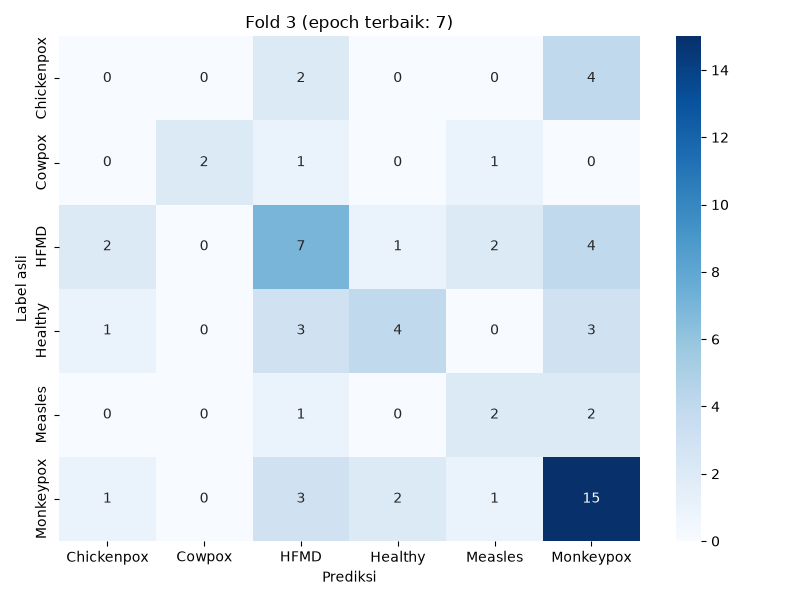 Fold 3 (epoch terbaik: 7)
Label asli
Chickenpox 0 0 2 0 0 4
Cowpox 0 2 1 0 1 0
HFMD 2 0 7 1 2 4
Healthy 1 0 3 4 0 3
Measles 0 0 1 0 2 2
Monkeypox 1 0 3 2 1 15
Chickenpox Cowpox HFMD Healthy Measles Monkeypox
Prediksi
14
12
10
8
6
4
2
0